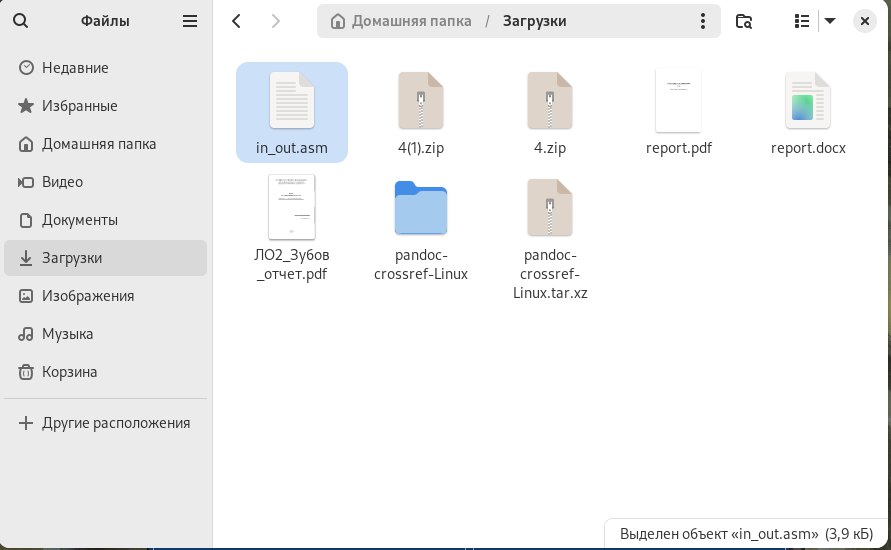 Файлы
Домашняя папка / Загрузки
Недавние
Избранные
Домашняя папка
Видео
Документы
Загрузки
Изображения
Музыка
Корзина
Другие расположения
in_out.asm
4(1).zip
4.zip
report.pdf
report.docx
ЛО2_Зубов
_отчет.pdf
pandoc-
crossref-Linux
pandoc-
crossref-
Linux.tar.xz
Выделен объект «in_out.asm» (3,9 кБ)